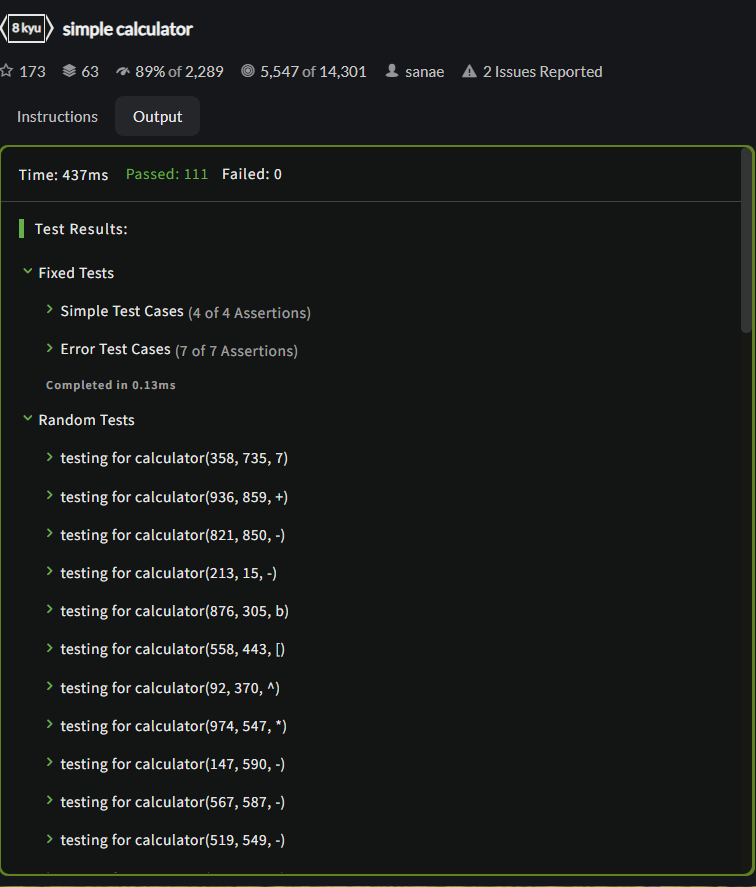 8 kyu simple calculator
173 63 89% of 2,289 5,547 of 14,301 sanae 2 Issues Reported
Instructions Output
Time: 437ms Passed: 111 Failed: 0
Test Results:
Fixed Tests
Simple Test Cases (4 of 4 Assertions)
Error Test Cases (7 of 7 Assertions)
Completed in 0.13ms
Random Tests
testing for calculator(358, 735, 7)
testing for calculator(936, 859, +)
testing for calculator(821, 850, -)
testing for calculator(213, 15, -)
testing for calculator(876, 305, b)
testing for calculator(558, 443, [)
testing for calculator(92, 370, ^)
testing for calculator(974, 547, *)
testing for calculator(147, 590, -)
testing for calculator(567, 587, -)
testing for calculator(519, 549, -)